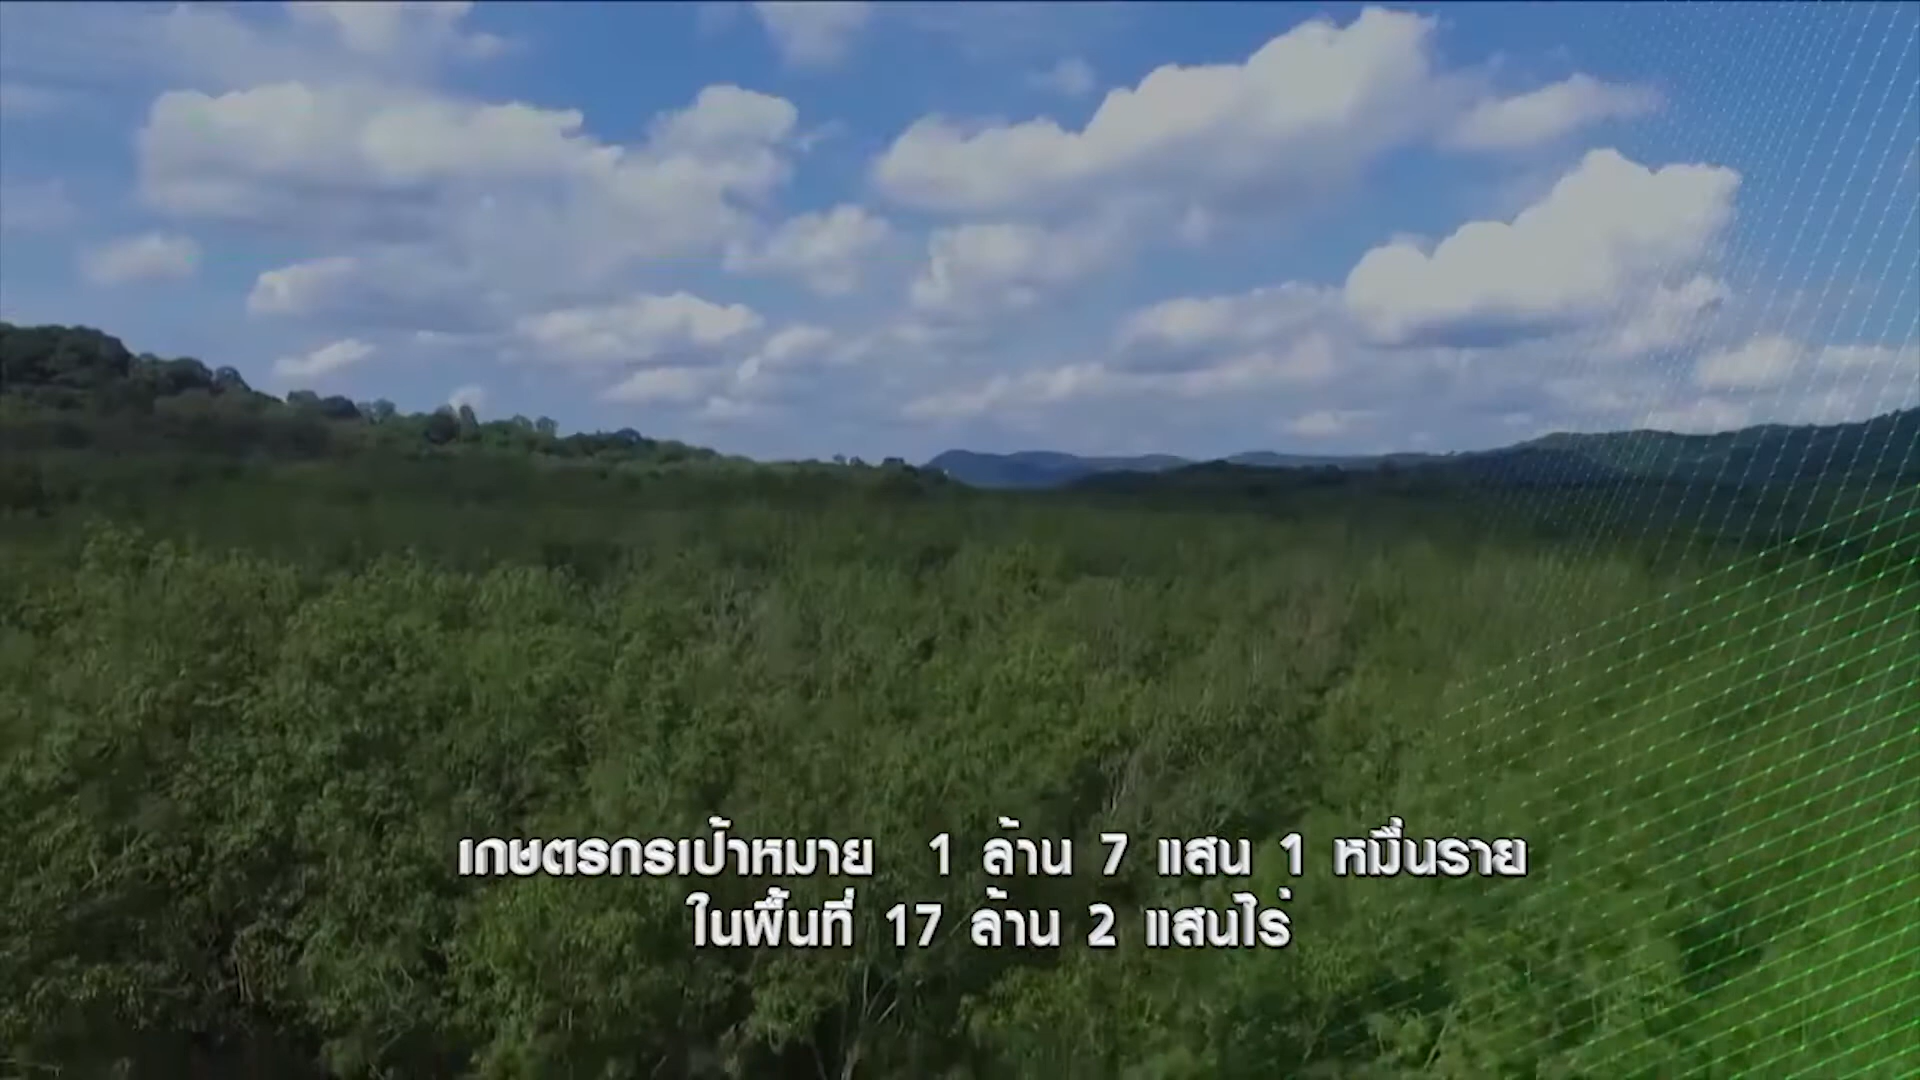 เกษตรกรเป้าหมาย 1 ล้าน 7 แสน 1 หมื่นราย
ในพื้นที่ 17 ล้าน 2 แสนไร่